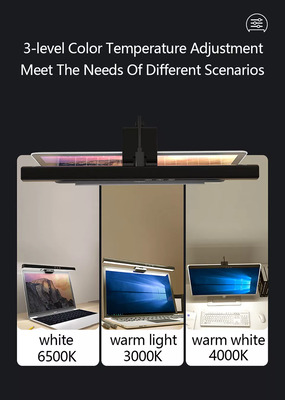 3-level Color Temperature Adjustment
Meet The Needs Of Different Scenarios
white
6500K
warm light
3000K
warm white
4000K